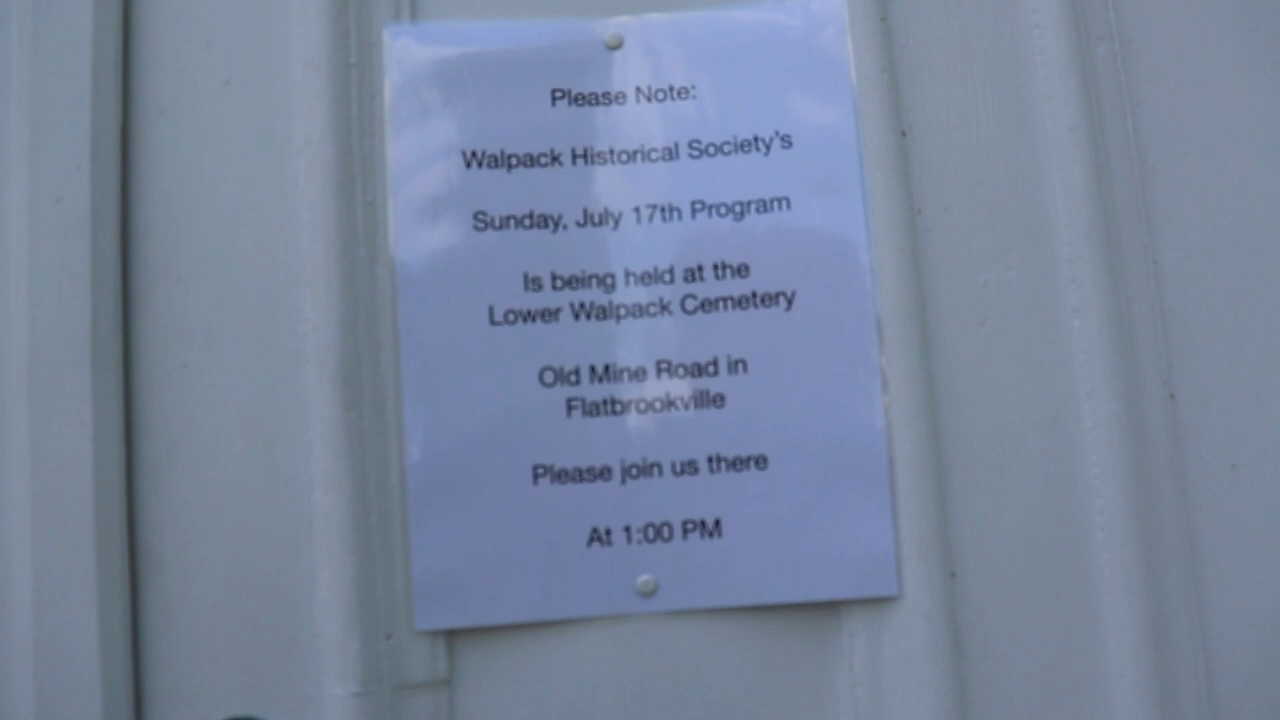 Please Note:
Walpack Historical Society's
Sunday, July 17th Program
Is being held at the
Lower Walpack Cemetery
Old Mine Road in
Flatbrookville
Please join us there
At 1:00 PM